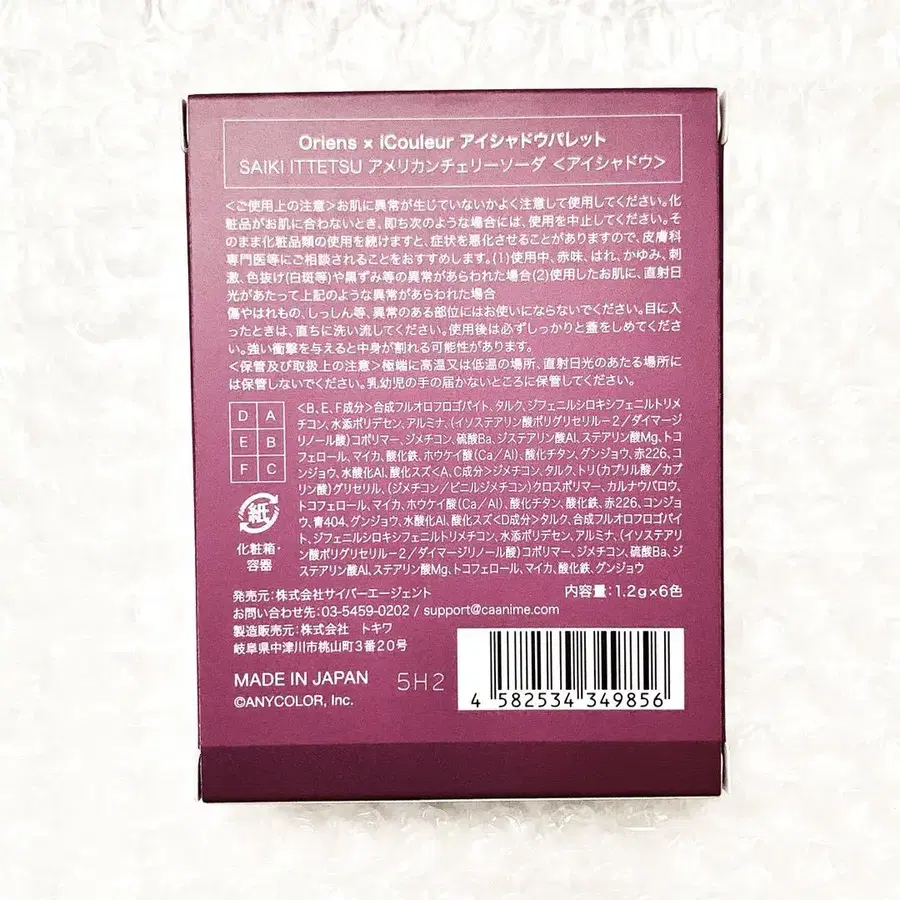 Oriens × iCouleur アイシャドウパレット
SAIKI ITTETSU アメリカンチェリーソーダ <アイシャドウ>
<ご使用上の注意>お肌に異常が生じていないかよく注意して使用してください。化
粧品がお肌に合わないとき、即ち次のような場合には、使用を中止してください。そ
のまま化粧品類の使用を続けますと、症状を悪化させることがありますので、皮膚科
専門医等にご相談されることをおすすめします。(1)使用中、赤味、はれ、かゆみ、刺
激、色抜け(白斑等)や黒ずみ等の異常があらわれた場合(2)使用したお肌に、直射日
光があたって上記のような異常があらわれた場合
傷やはれもの、しっしん等、異常のある部位にはお使いにならないでください。目に入
ったときは、直ちに洗い流してください。使用後は必ずしっかりと蓋をしめてくださ
い。強い衝撃を与えると中身が割れる可能性があります。
<保管及び取扱上の注意>極端に高温又は低温の場所、直射日光のあたる場所に
は保管しないでください。乳幼児の手の届かないところに保管してください。
D A
E B
F C
<B、E、F成分>合成フルオロフロゴパイト、タルク、ジフェニルシロキシフェニルトリメ
チコン、水添ポリデセン、アルミナ、(イソステアリン酸ポリグリセリル-2/ダイマージ
リノール酸)コポリマー、ジメチコン、硫酸Ba、ジステアリン酸Al、ステアリン酸Mg、トコ
フェロール、マイカ、酸化鉄、ホウケイ酸(Ca/Al)、酸化チタン、グンジョウ、赤226、コ
ンジョウ、水酸化Al、酸化スズ<A、C成分>ジメチコン、タルク、トリ(カプリル酸/カプ
リン酸)グリセリル、(ジメチコン/ビニルジメチコン)クロスポリマー、カルナウバロウ、
トコフェロール、マイカ、ホウケイ酸(Ca/Al)、酸化チタン、酸化鉄、赤226、コンジョ
ウ、青404、グンジョウ、水酸化Al、酸化スズ<D成分>タルク、合成フルオロフロゴパイ
ト、ジフェニルシロキシフェニルトリメチコン、水添ポリデセン、アルミナ、(イソステアリ
ン酸ポリグリセリル-2/ダイマージリノール酸)コポリマー、ジメチコン、硫酸Ba、ジ
ステアリン酸Al、ステアリン酸Mg、トコフェロール、マイカ、酸化鉄、グンジョウ
紙
化粧箱・
容器
発売元:株式会社サイバーエージェント
内容量:1.2g×6色
お問い合わせ先:03-5459-0202 / support@caanime.com
製造販売元:株式会社 トキワ
岐阜県中津川市桃山町3番20号
MADE IN JAPAN 5H2
©ANYCOLOR, Inc.
4 582534 349856